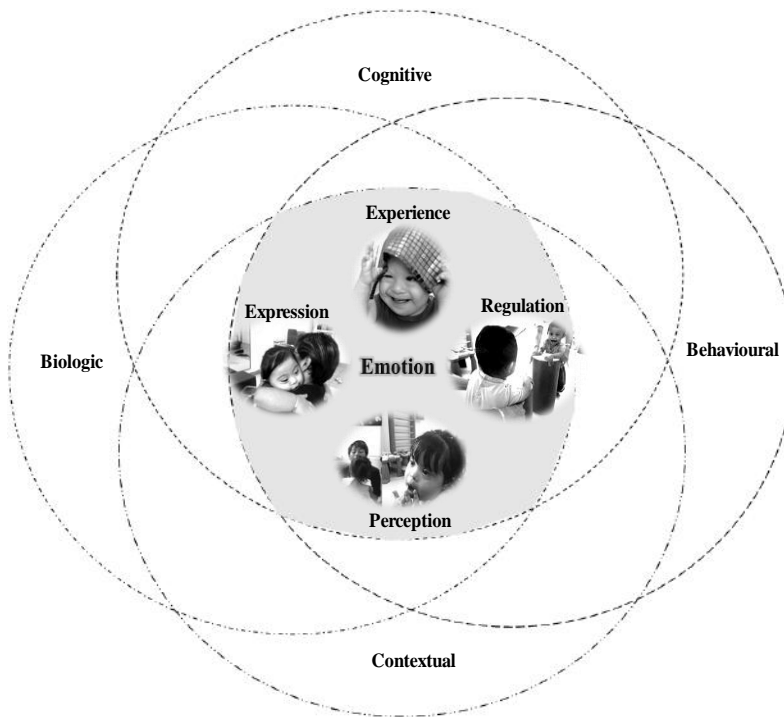 Cognitive
Experience
Expression
Regulation
Biologic
Emotion
Behavioural
Perception
Contextual